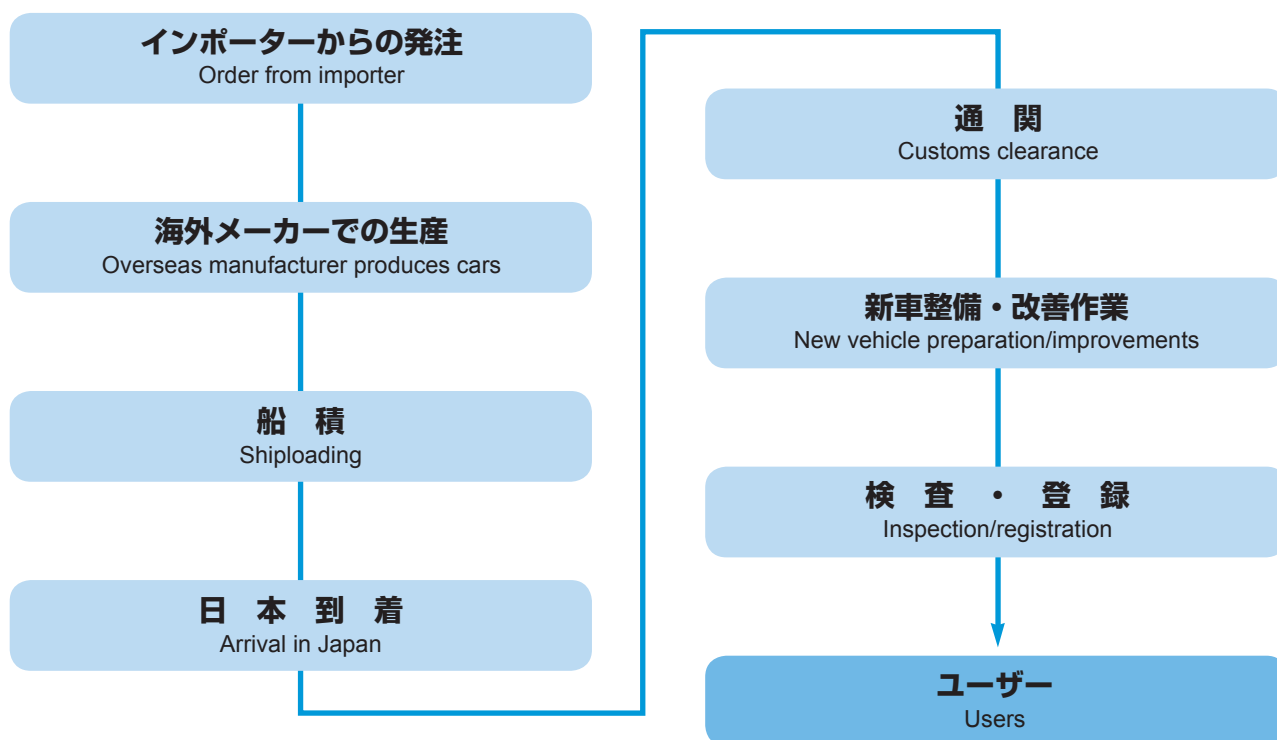 インポーターからの発注
Order from importer
海外メーカーでの生産
Overseas manufacturer produces cars
船　積
Shiploading
日　本　到　着
Arrival in Japan
通　関
Customs clearance
新車整備・改善作業
New vehicle preparation/improvements
検　査　・　登　録
Inspection/registration
ユーザー
Users